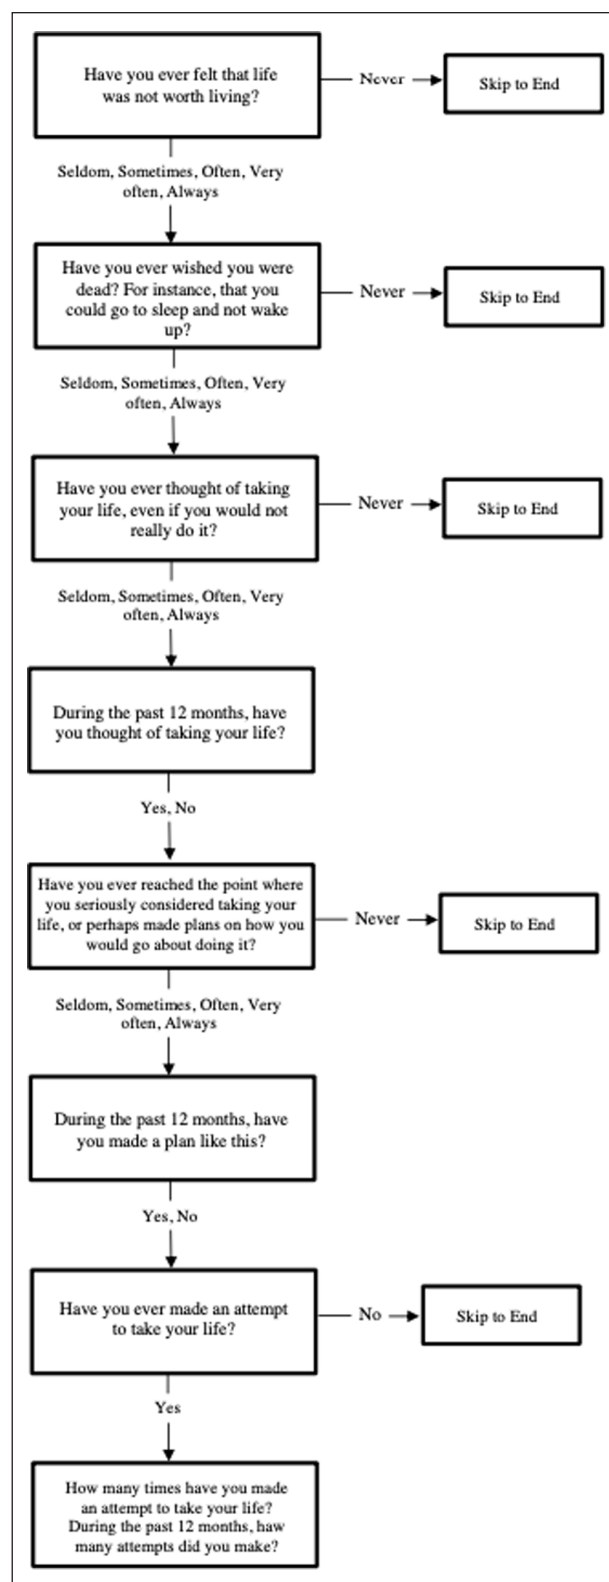 Have you ever felt that life
was not worth living?
Never
Skip to End
Seldom, Sometimes, Often, Very
often, Always
Have you ever wished you were
dead? For instance, that you
could go to sleep and not wake
up?
Never
Skip to End
Seldom, Sometimes, Often, Very
often, Always
Have you ever thought of taking
your life, even if you would not
really do it?
Never
Skip to End
Seldom, Sometimes, Often, Very
often, Always
During the past 12 months, have
you thought of taking your life?
Yes, No
Have you ever reached the point where
you seriously considered taking your
life, or perhaps made plans on how you
would go about doing it?
Never
Skip to End
Seldom, Sometimes, Often, Very
often, Always
During the past 12 months, have
you made a plan like this?
Yes, No
Have you ever made an attempt
to take your life?
No
Skip to End
Yes
How many times have you made
an attempt to take your life?
During the past 12 months, haw
many attempts did you make?